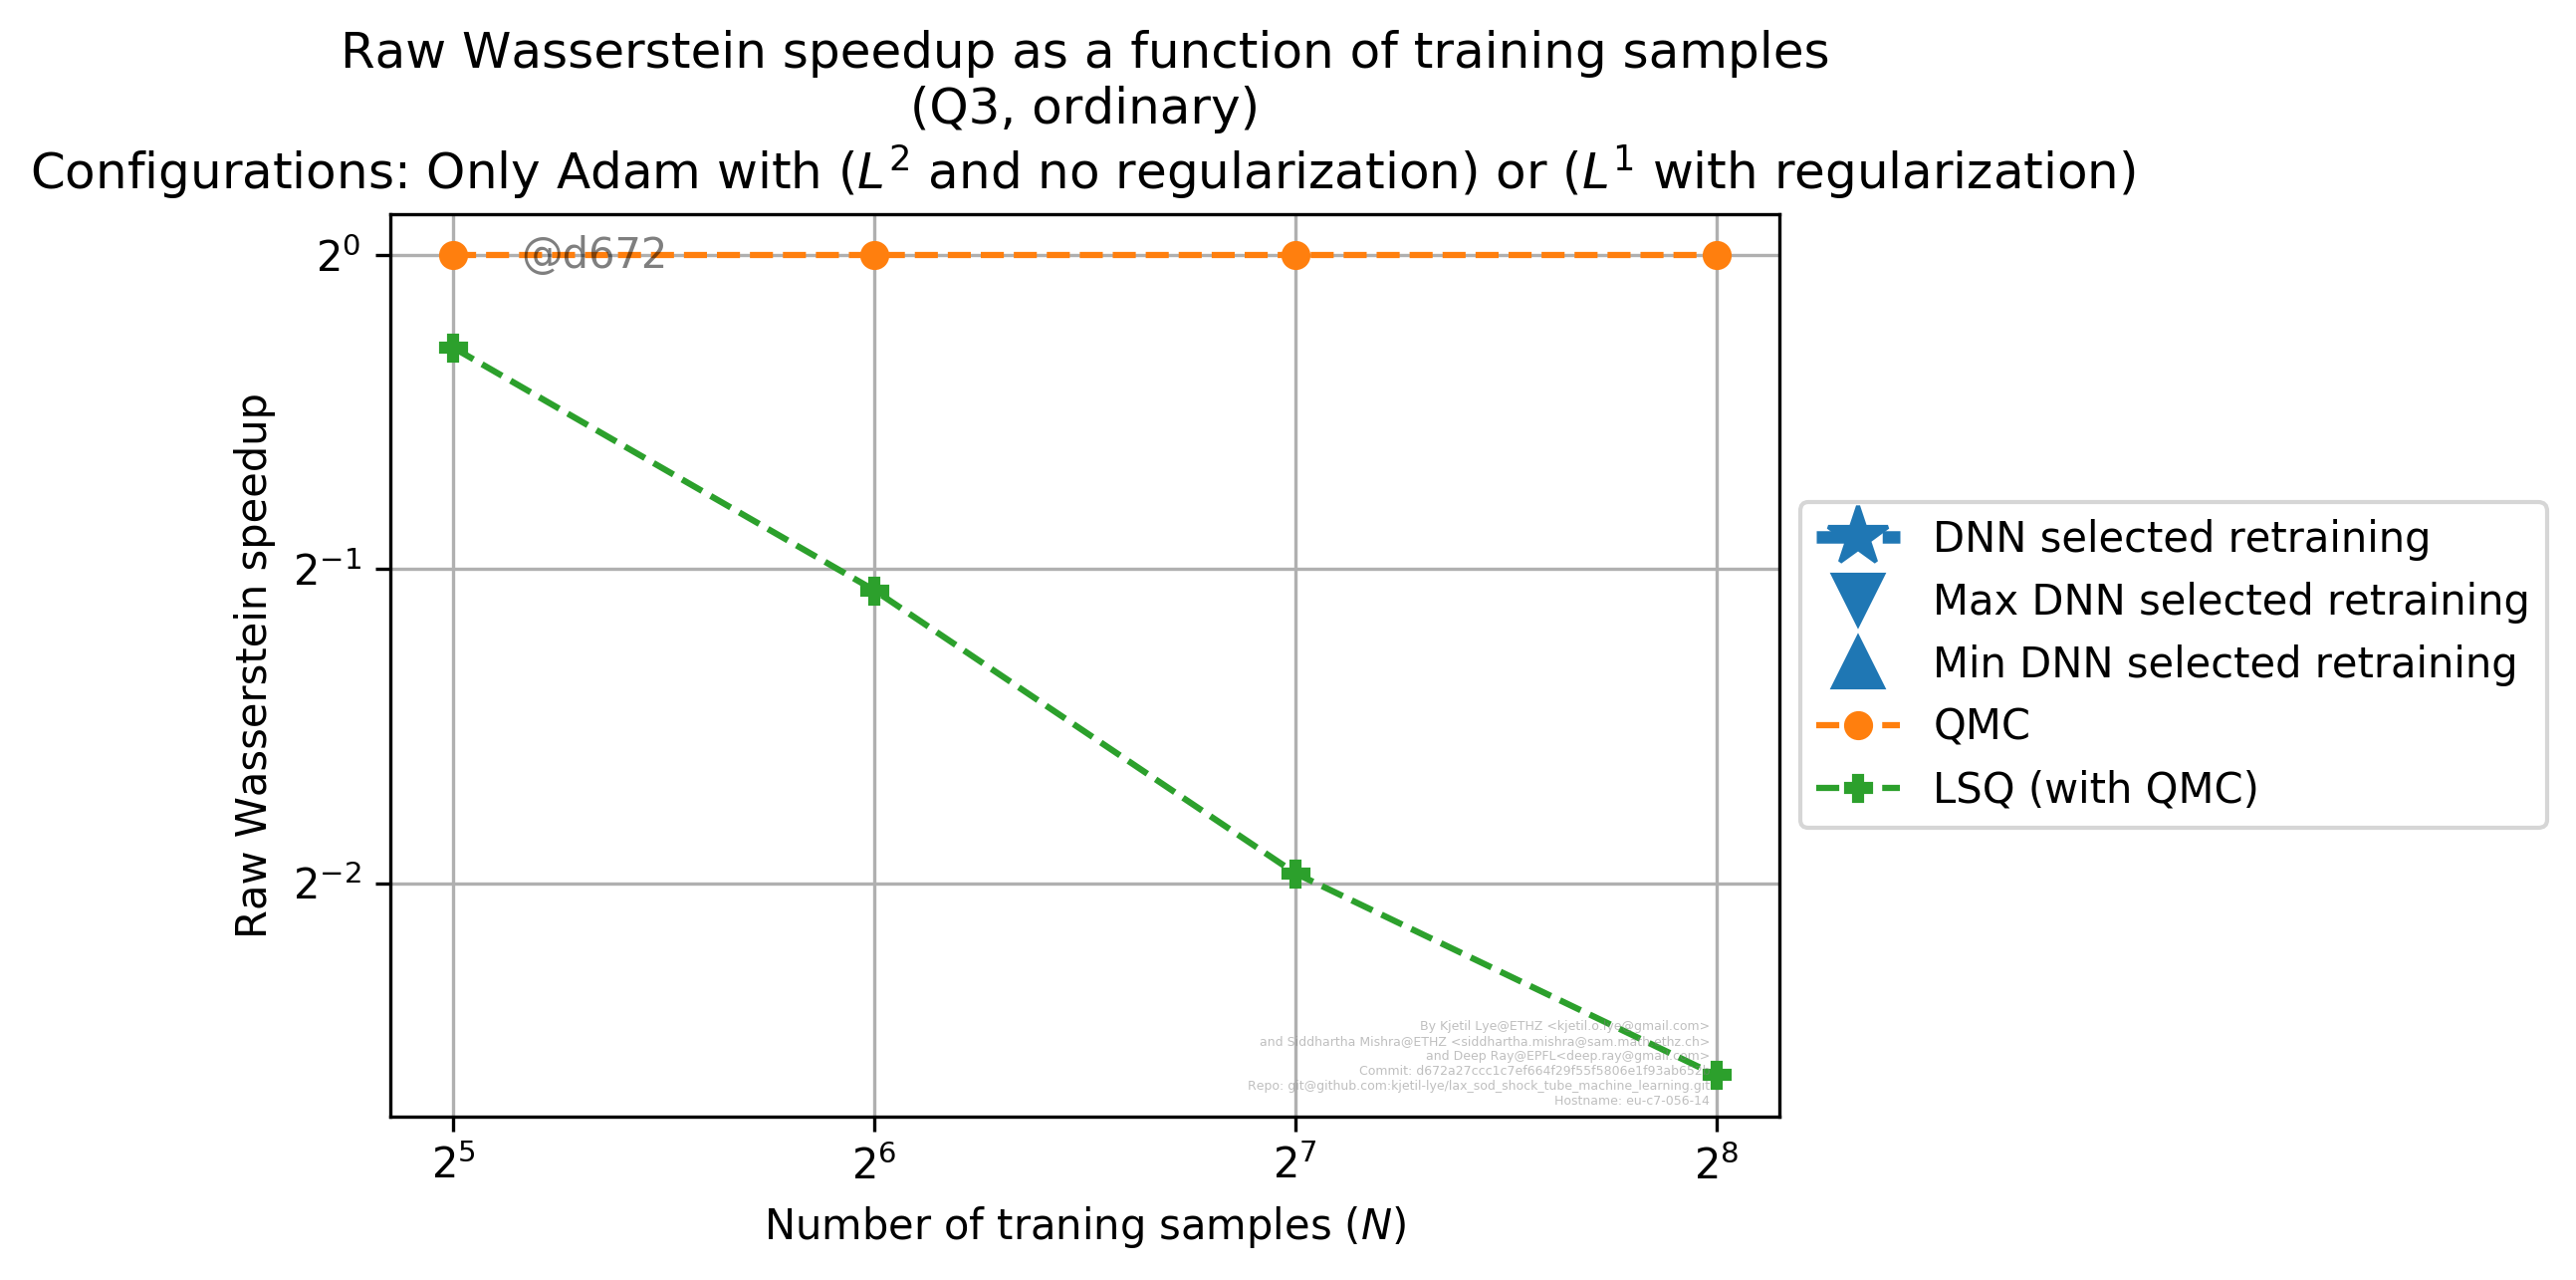 Raw Wasserstein speedup as a function of training samples
(Q3, ordinary)
Configurations: Only Adam with (L² and no regularization) or (L¹ with regularization)
@d672
2⁰
2⁻¹
2⁻²
Raw Wasserstein speedup
2⁵ 2⁶ 2⁷ 2⁸
Number of traning samples (N)
DNN selected retraining
Max DNN selected retraining
Min DNN selected retraining
QMC
LSQ (with QMC)
By Kjetil Lye@ETHZ <kjetil.o.lye@gmail.com>
and Siddhartha Mishra@ETHZ <siddhartha.mishra@sam.math.ethz.ch>
and Deep Ray@EPFL<deep.ray@gmail.com>
Commit:
Repo: git@github.com:kjetil-lye/lax_sod_shock_tube_machine_learning.git
Hostname: eu-c7-056-14